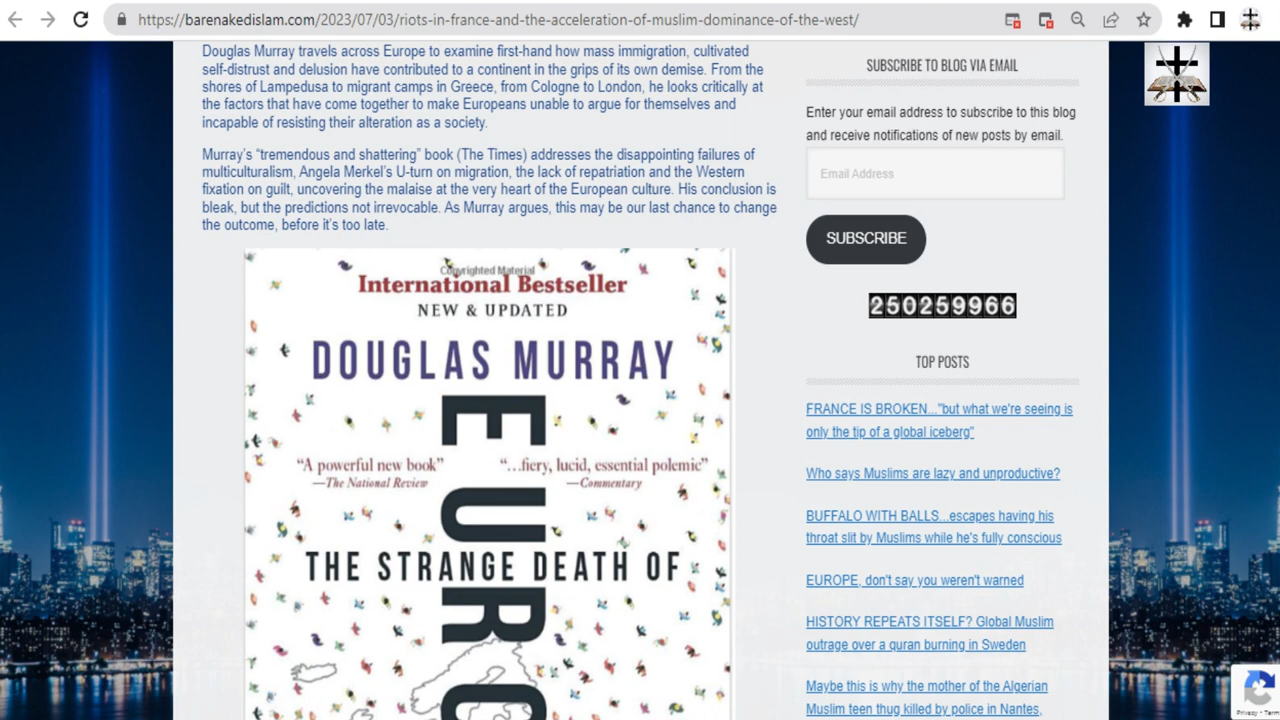 https://barenakedislam.com/2023/07/03/riots-in-france-and-the-acceleration-of-muslim-dominance-of-the-west/
Douglas Murray travels across Europe to examine first-hand how mass immigration, cultivated
self-distrust and delusion have contributed to a continent in the grips of its own demise. From the
shores of Lampedusa to migrant camps in Greece, from Cologne to London, he looks critically at
the factors that have come together to make Europeans unable to argue for themselves and
incapable of resisting their alteration as a society.
Murray's “tremendous and shattering” book (The Times) addresses the disappointing failures of
multiculturalism, Angela Merkel's U-turn on migration, the lack of repatriation and the Western
fixation on guilt, uncovering the malaise at the very heart of the European culture. His conclusion is
bleak, but the predictions not irrevocable. As Murray argues, this may be our last chance to change
the outcome, before it's too late.
Copyrighted Material
International Bestseller
NEW & UPDATED
DOUGLAS MURRAY
“A powerful new book”
—The National Review
“...fiery, lucid, essential polemic”
—Commentary
THE STRANGE DEATH OF
EURO
SUBSCRIBE TO BLOG VIA EMAIL
Enter your email address to subscribe to this blog
and receive notifications of new posts by email.
Email Address
SUBSCRIBE
250259966
TOP POSTS
FRANCE IS BROKEN..."but what we're seeing is
only the tip of a global iceberg"
Who says Muslims are lazy and unproductive?
BUFFALO WITH BALLS...escapes having his
throat slit by Muslims while he's fully conscious
EUROPE, don't say you weren't warned
HISTORY REPEATS ITSELF? Global Muslim
outrage over a quran burning in Sweden
Maybe this is why the mother of the Algerian
Muslim teen thug killed by police in Nantes,
Privacy - Term